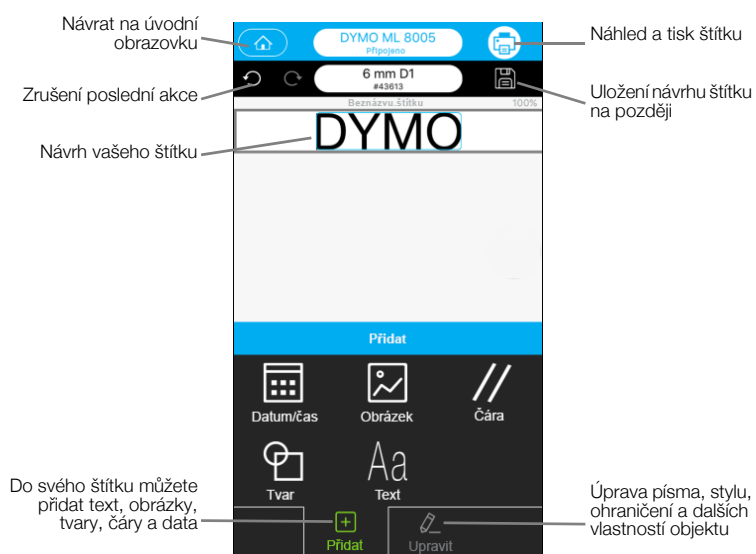 Návrat na úvodní
obrazovku
Zrušení poslední akce
Návrh vašeho štítku
Do svého štítku můžete
přidat text, obrázky,
tvary, čáry a data
DYMO ML 8005
Připojeno
6 mm D1
#43613
Beznázvu.štítku
100%
DYMO
Přidat
Datum/čas
Obrázek
Čára
Tvar
Aa
Text
Přidat
Upravit
Náhled a tisk štítku
Uložení návrhu štítku
na později
Úprava písma, stylu,
ohraničení a dalších
vlastností objektu